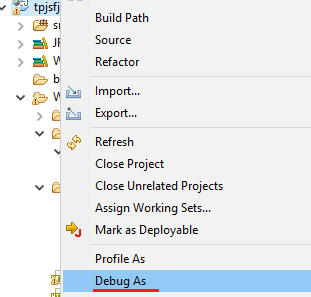 tpjsfj
Build Path
Source
Refactor
Import...
Export...
Refresh
Close Project
Close Unrelated Projects
Assign Working Sets...
Mark as Deployable
Profile As
Debug As